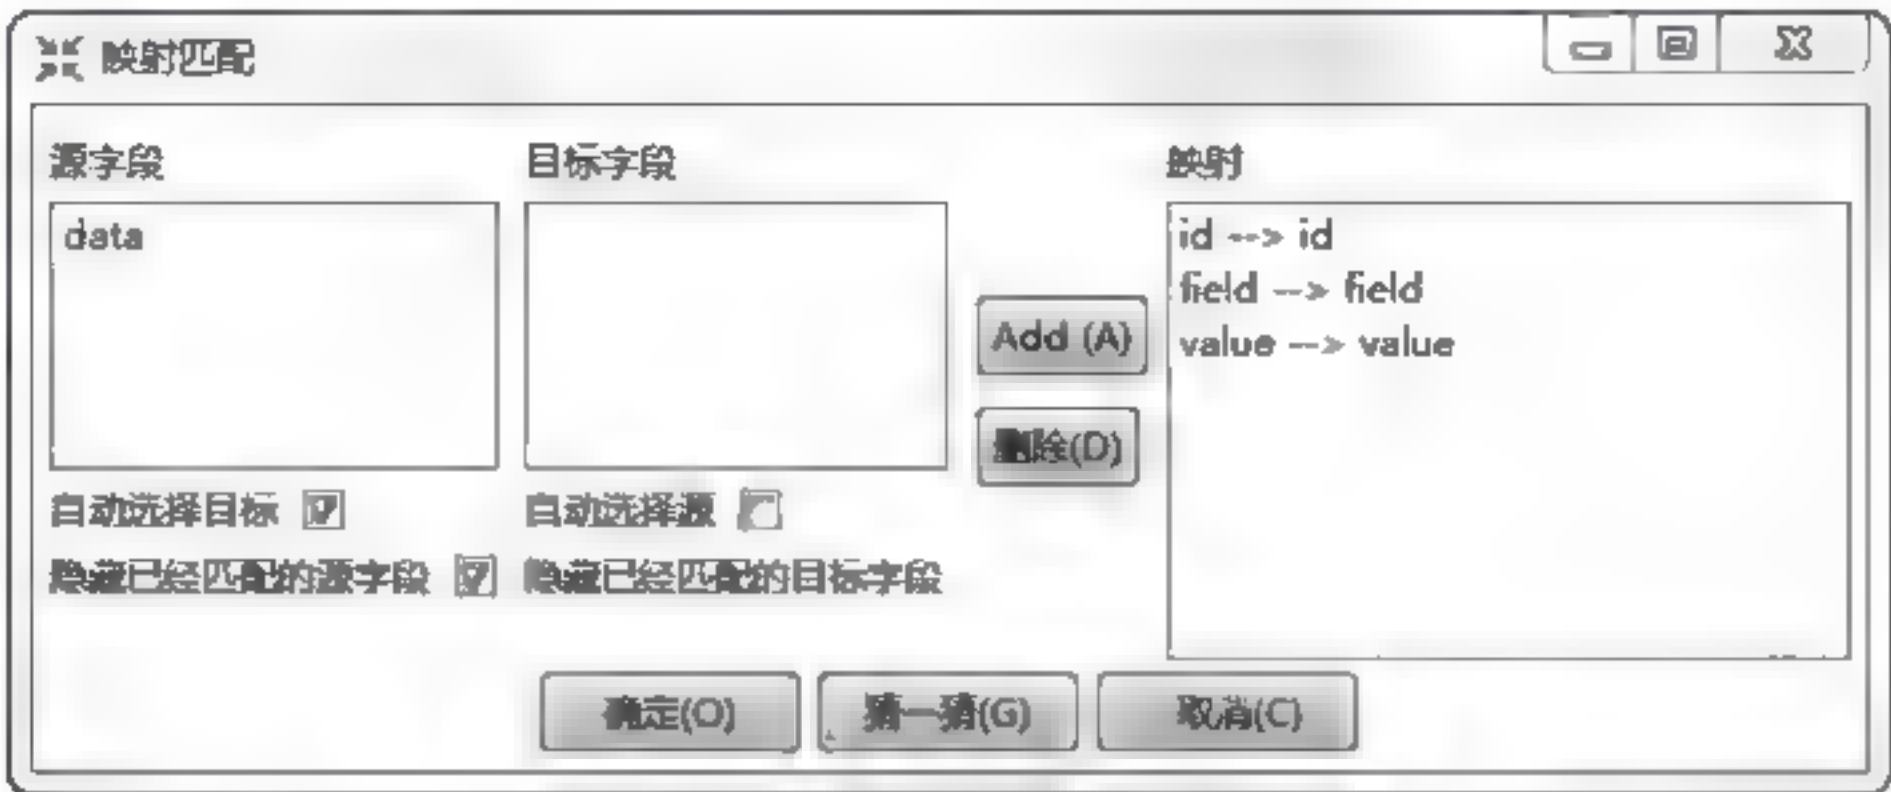 映射匹配
源字段
目标字段
映射
data
id --> id
field --> field
value --> value
Add (A)
删除(D)
自动选择目标
自动选择源
隐藏已经匹配的源字段
隐藏已经匹配的目标字段
确定(O)
猜一猜(G)
取消(C)